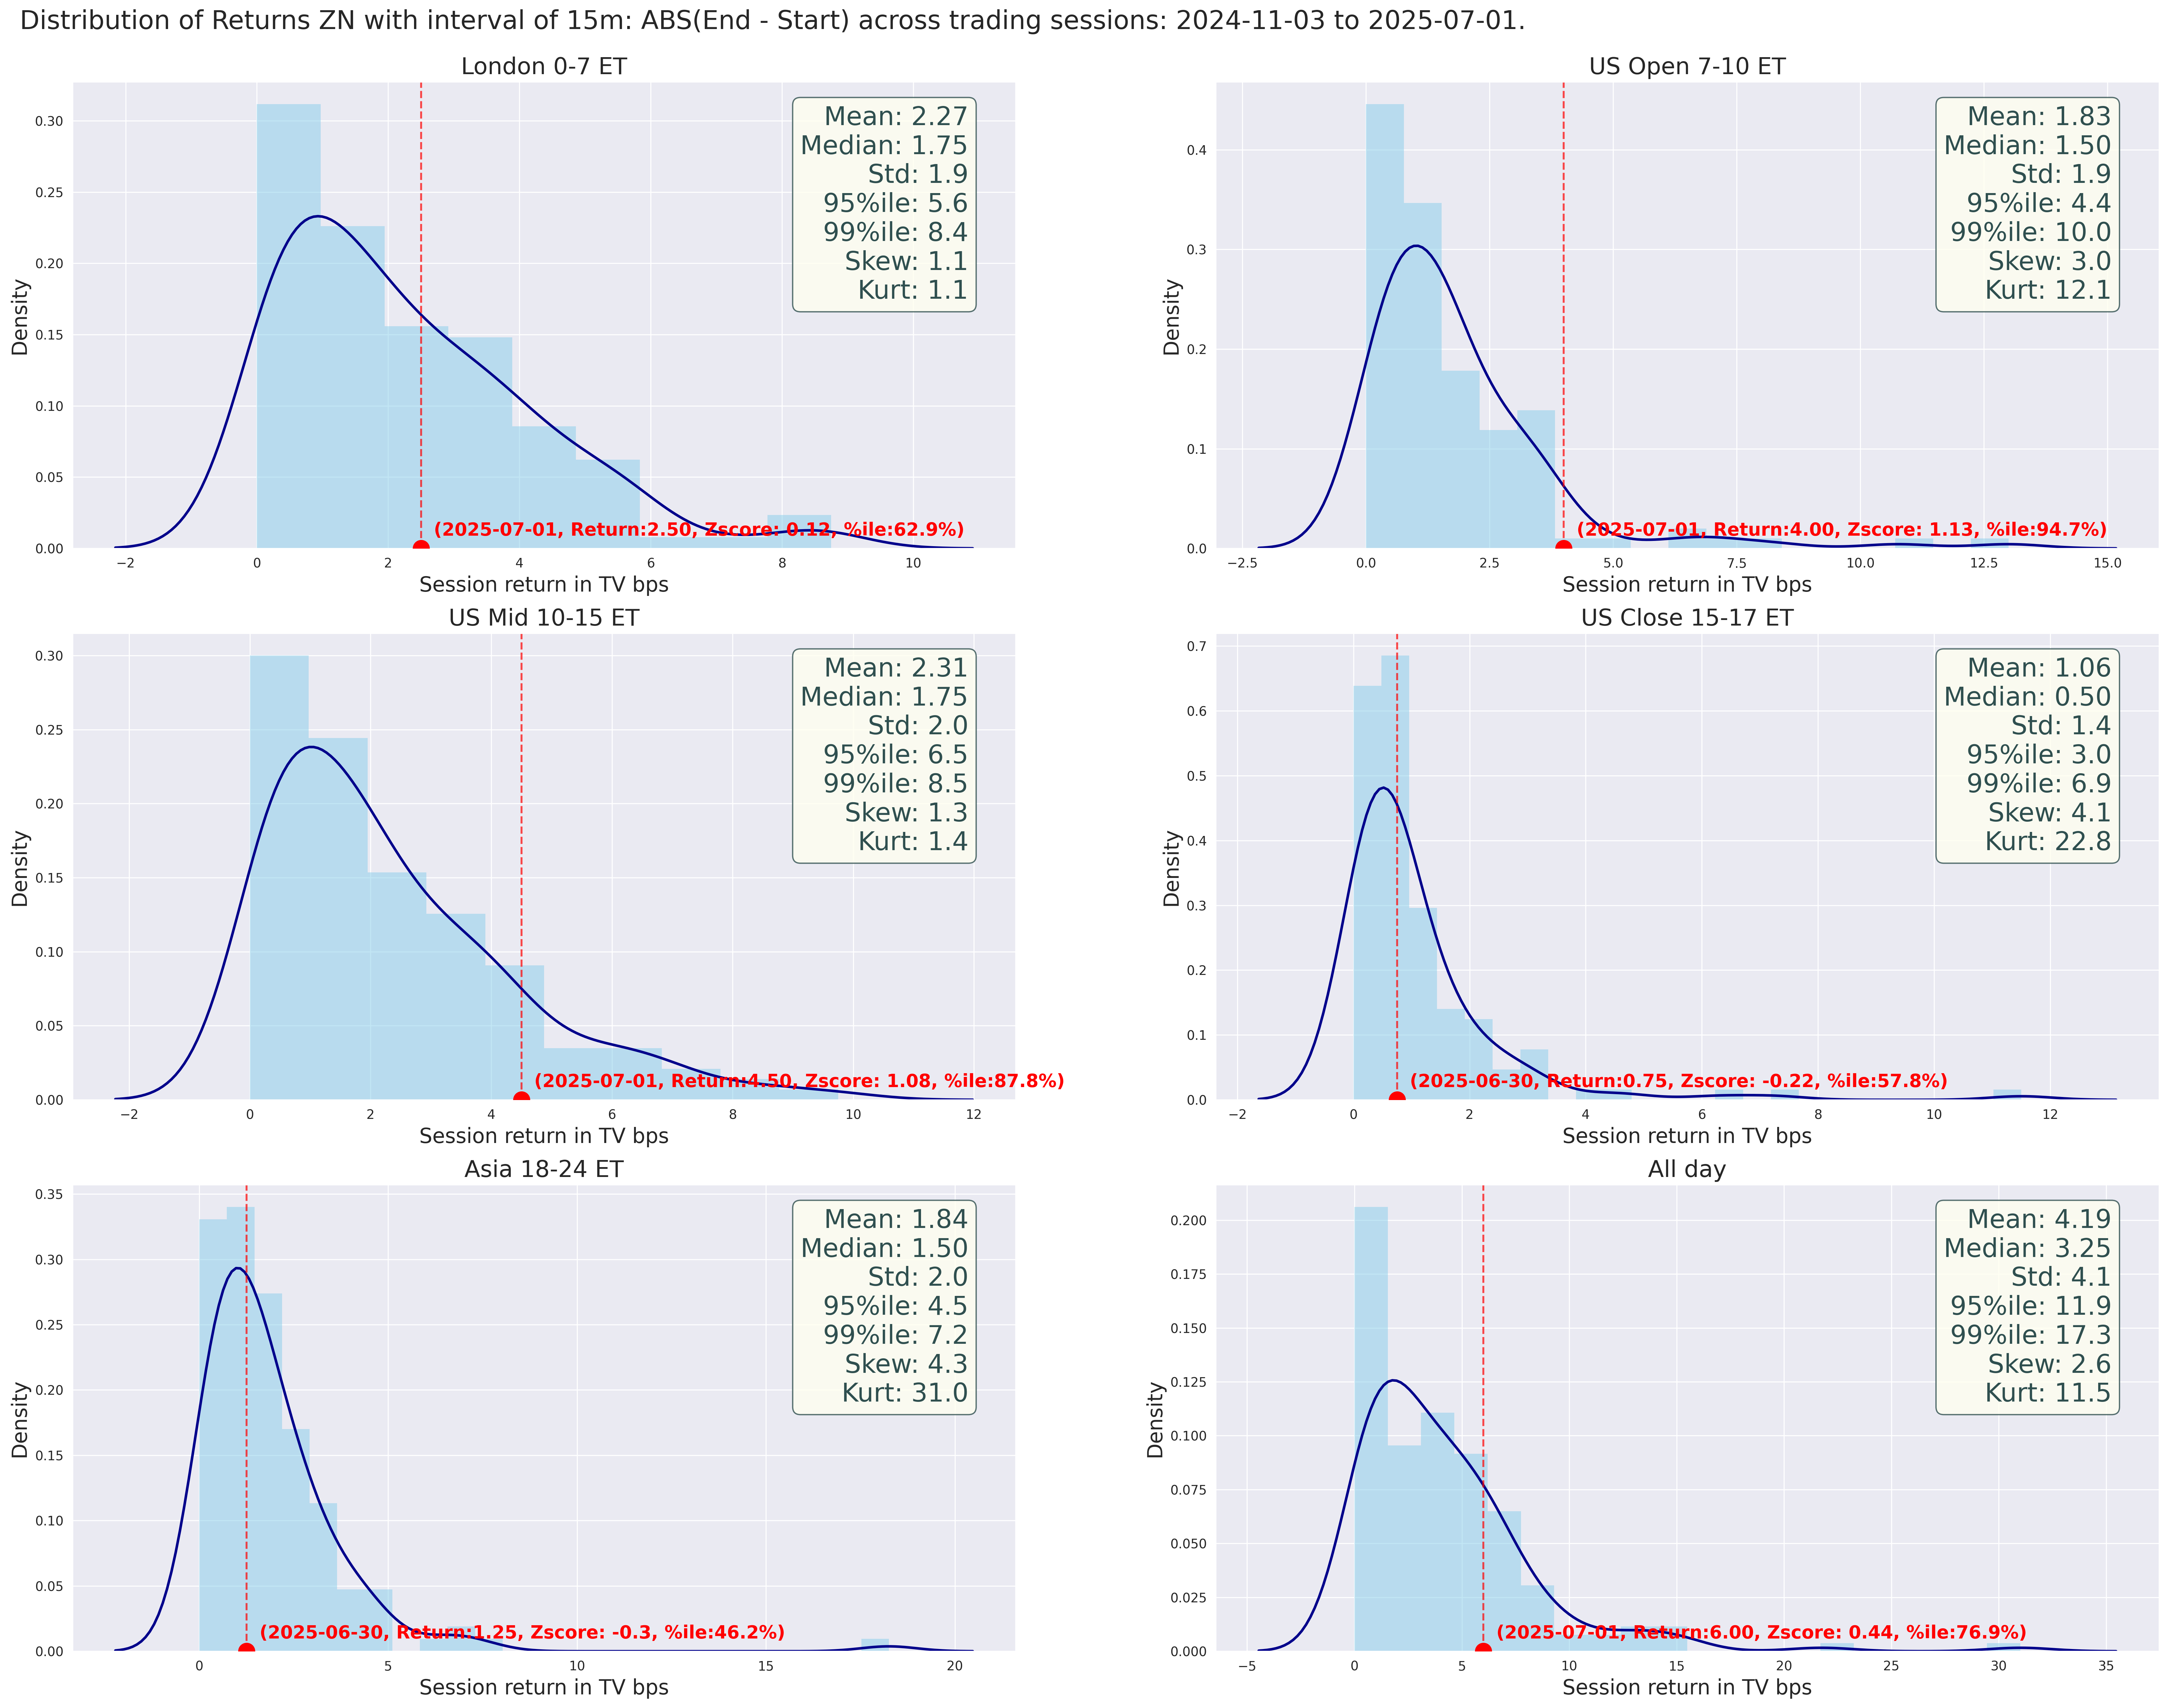 Distribution of Returns ZN with interval of 15m: ABS(End - Start) across trading sessions: 2024-11-03 to 2025-07-01.
London 0-7 ET
Density
0.30
0.25
0.20
0.15
0.10
0.05
0.00
Mean: 2.27
Median: 1.75
Std: 1.9
95%ile: 5.6
99%ile: 8.4
Skew: 1.1
Kurt: 1.1
(2025-07-01, Return:2.50, Zscore: 0.12, %ile:62.9%)
−2 0 2 4 6 8 10
Session return in TV bps
US Open 7-10 ET
Density
0.4
0.3
0.2
0.1
0.0
Mean: 1.83
Median: 1.50
Std: 1.9
95%ile: 4.4
99%ile: 10.0
Skew: 3.0
Kurt: 12.1
(2025-07-01, Return:4.00, Zscore: 1.13, %ile:94.7%)
−2.5 0.0 2.5 5.0 7.5 10.0 12.5 15.0
Session return in TV bps
US Mid 10-15 ET
Density
0.30
0.25
0.20
0.15
0.10
0.05
0.00
Mean: 2.31
Median: 1.75
Std: 2.0
95%ile: 6.5
99%ile: 8.5
Skew: 1.3
Kurt: 1.4
(2025-07-01, Return:4.50, Zscore: 1.08, %ile:87.8%)
−2 0 2 4 6 8 10 12
Session return in TV bps
US Close 15-17 ET
Density
0.7
0.6
0.5
0.4
0.3
0.2
0.1
0.0
Mean: 1.06
Median: 0.50
Std: 1.4
95%ile: 3.0
99%ile: 6.9
Skew: 4.1
Kurt: 22.8
(2025-06-30, Return:0.75, Zscore: -0.22, %ile:57.8%)
−2 0 2 4 6 8 10 12
Session return in TV bps
Asia 18-24 ET
Density
0.35
0.30
0.25
0.20
0.15
0.10
0.05
0.00
Mean: 1.84
Median: 1.50
Std: 2.0
95%ile: 4.5
99%ile: 7.2
Skew: 4.3
Kurt: 31.0
(2025-06-30, Return:1.25, Zscore: -0.3, %ile:46.2%)
0 5 10 15 20
Session return in TV bps
All day
Density
0.200
0.175
0.150
0.125
0.100
0.075
0.050
0.025
0.000
Mean: 4.19
Median: 3.25
Std: 4.1
95%ile: 11.9
99%ile: 17.3
Skew: 2.6
Kurt: 11.5
(2025-07-01, Return:6.00, Zscore: 0.44, %ile:76.9%)
−5 0 5 10 15 20 25 30 35
Session return in TV bps